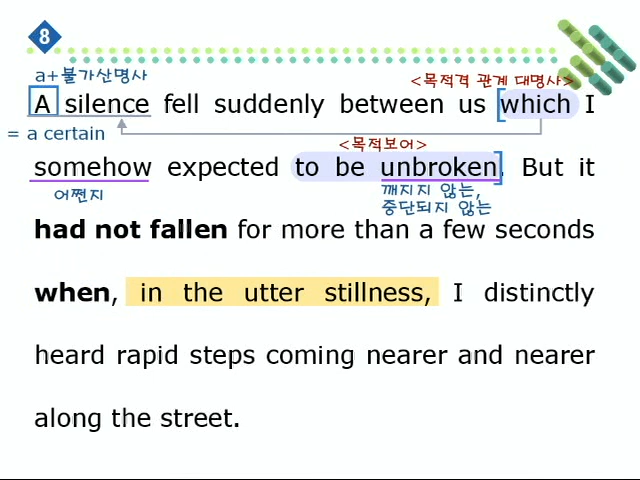 8
a+불가산명사
<목적격 관계 대명사>
A silence fell suddenly between us which I
= a certain
<목적보어>
somehow expected to be unbroken. But it
어쩐지
깨지지 않는,
중단되지 않는
had not fallen for more than a few seconds
when, in the utter stillness, I distinctly
heard rapid steps coming nearer and nearer
along the street.